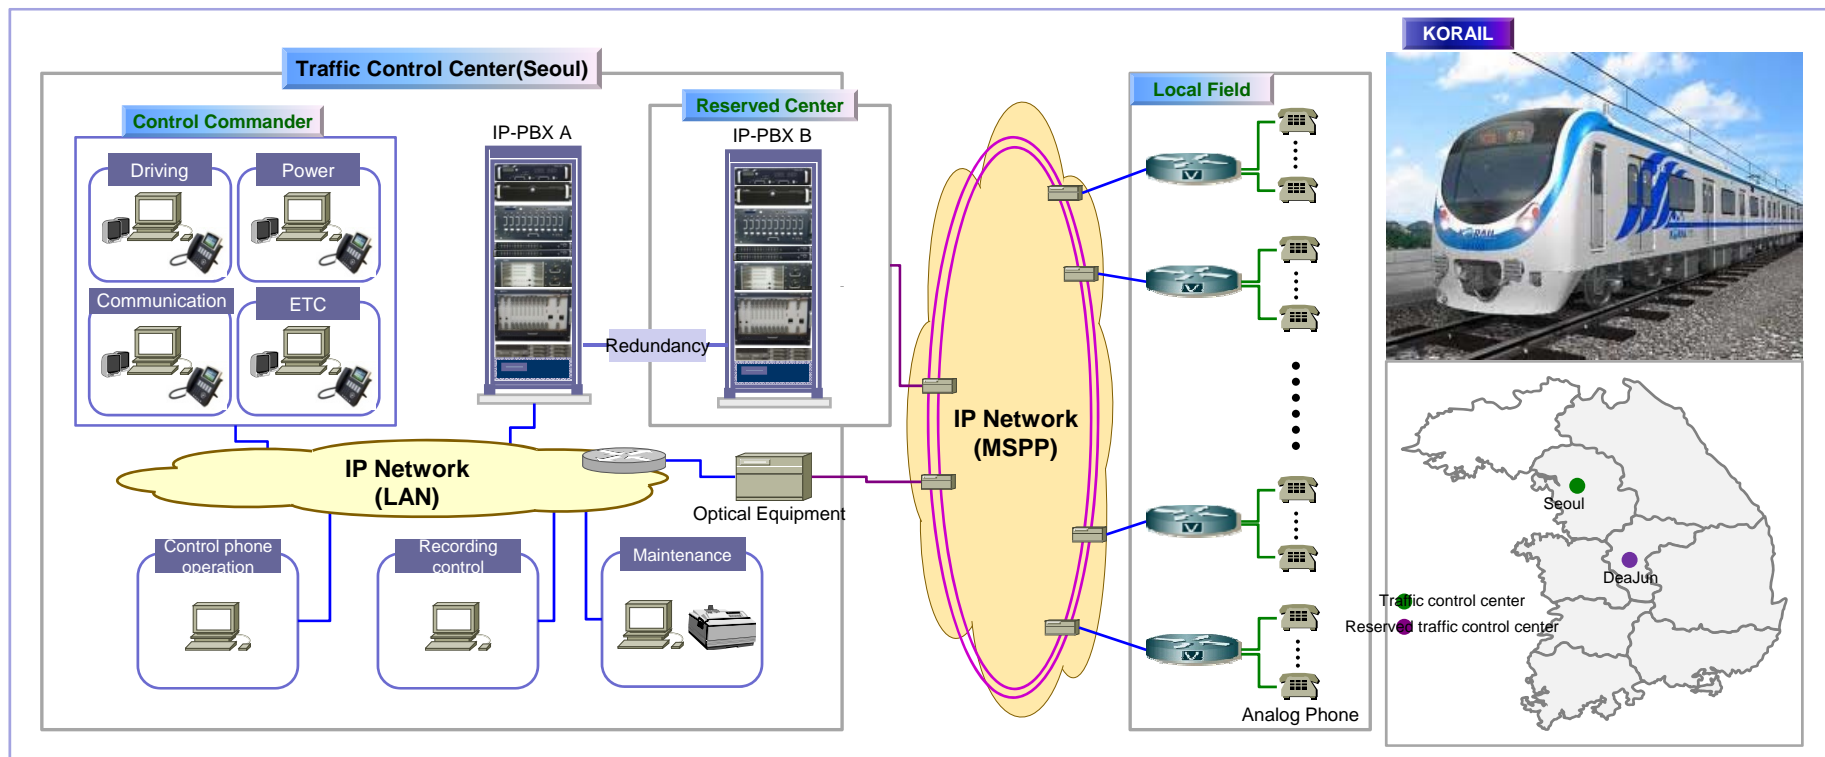 KORAIL
Traffic Control Center(Seoul)
Reserved Center
Local Field
Control Commander
IP-PBX A
IP-PBX B
Driving
Power
Communication
ETC
Redundancy
IP Network
(MSPP)
IP Network
(LAN)
Optical Equipment
Control phone
operation
Recording
control
Maintenance
Analog Phone
KORAIL
KORAIL
Seoul
DeaJun
Traffic control center
Reserved traffic control center